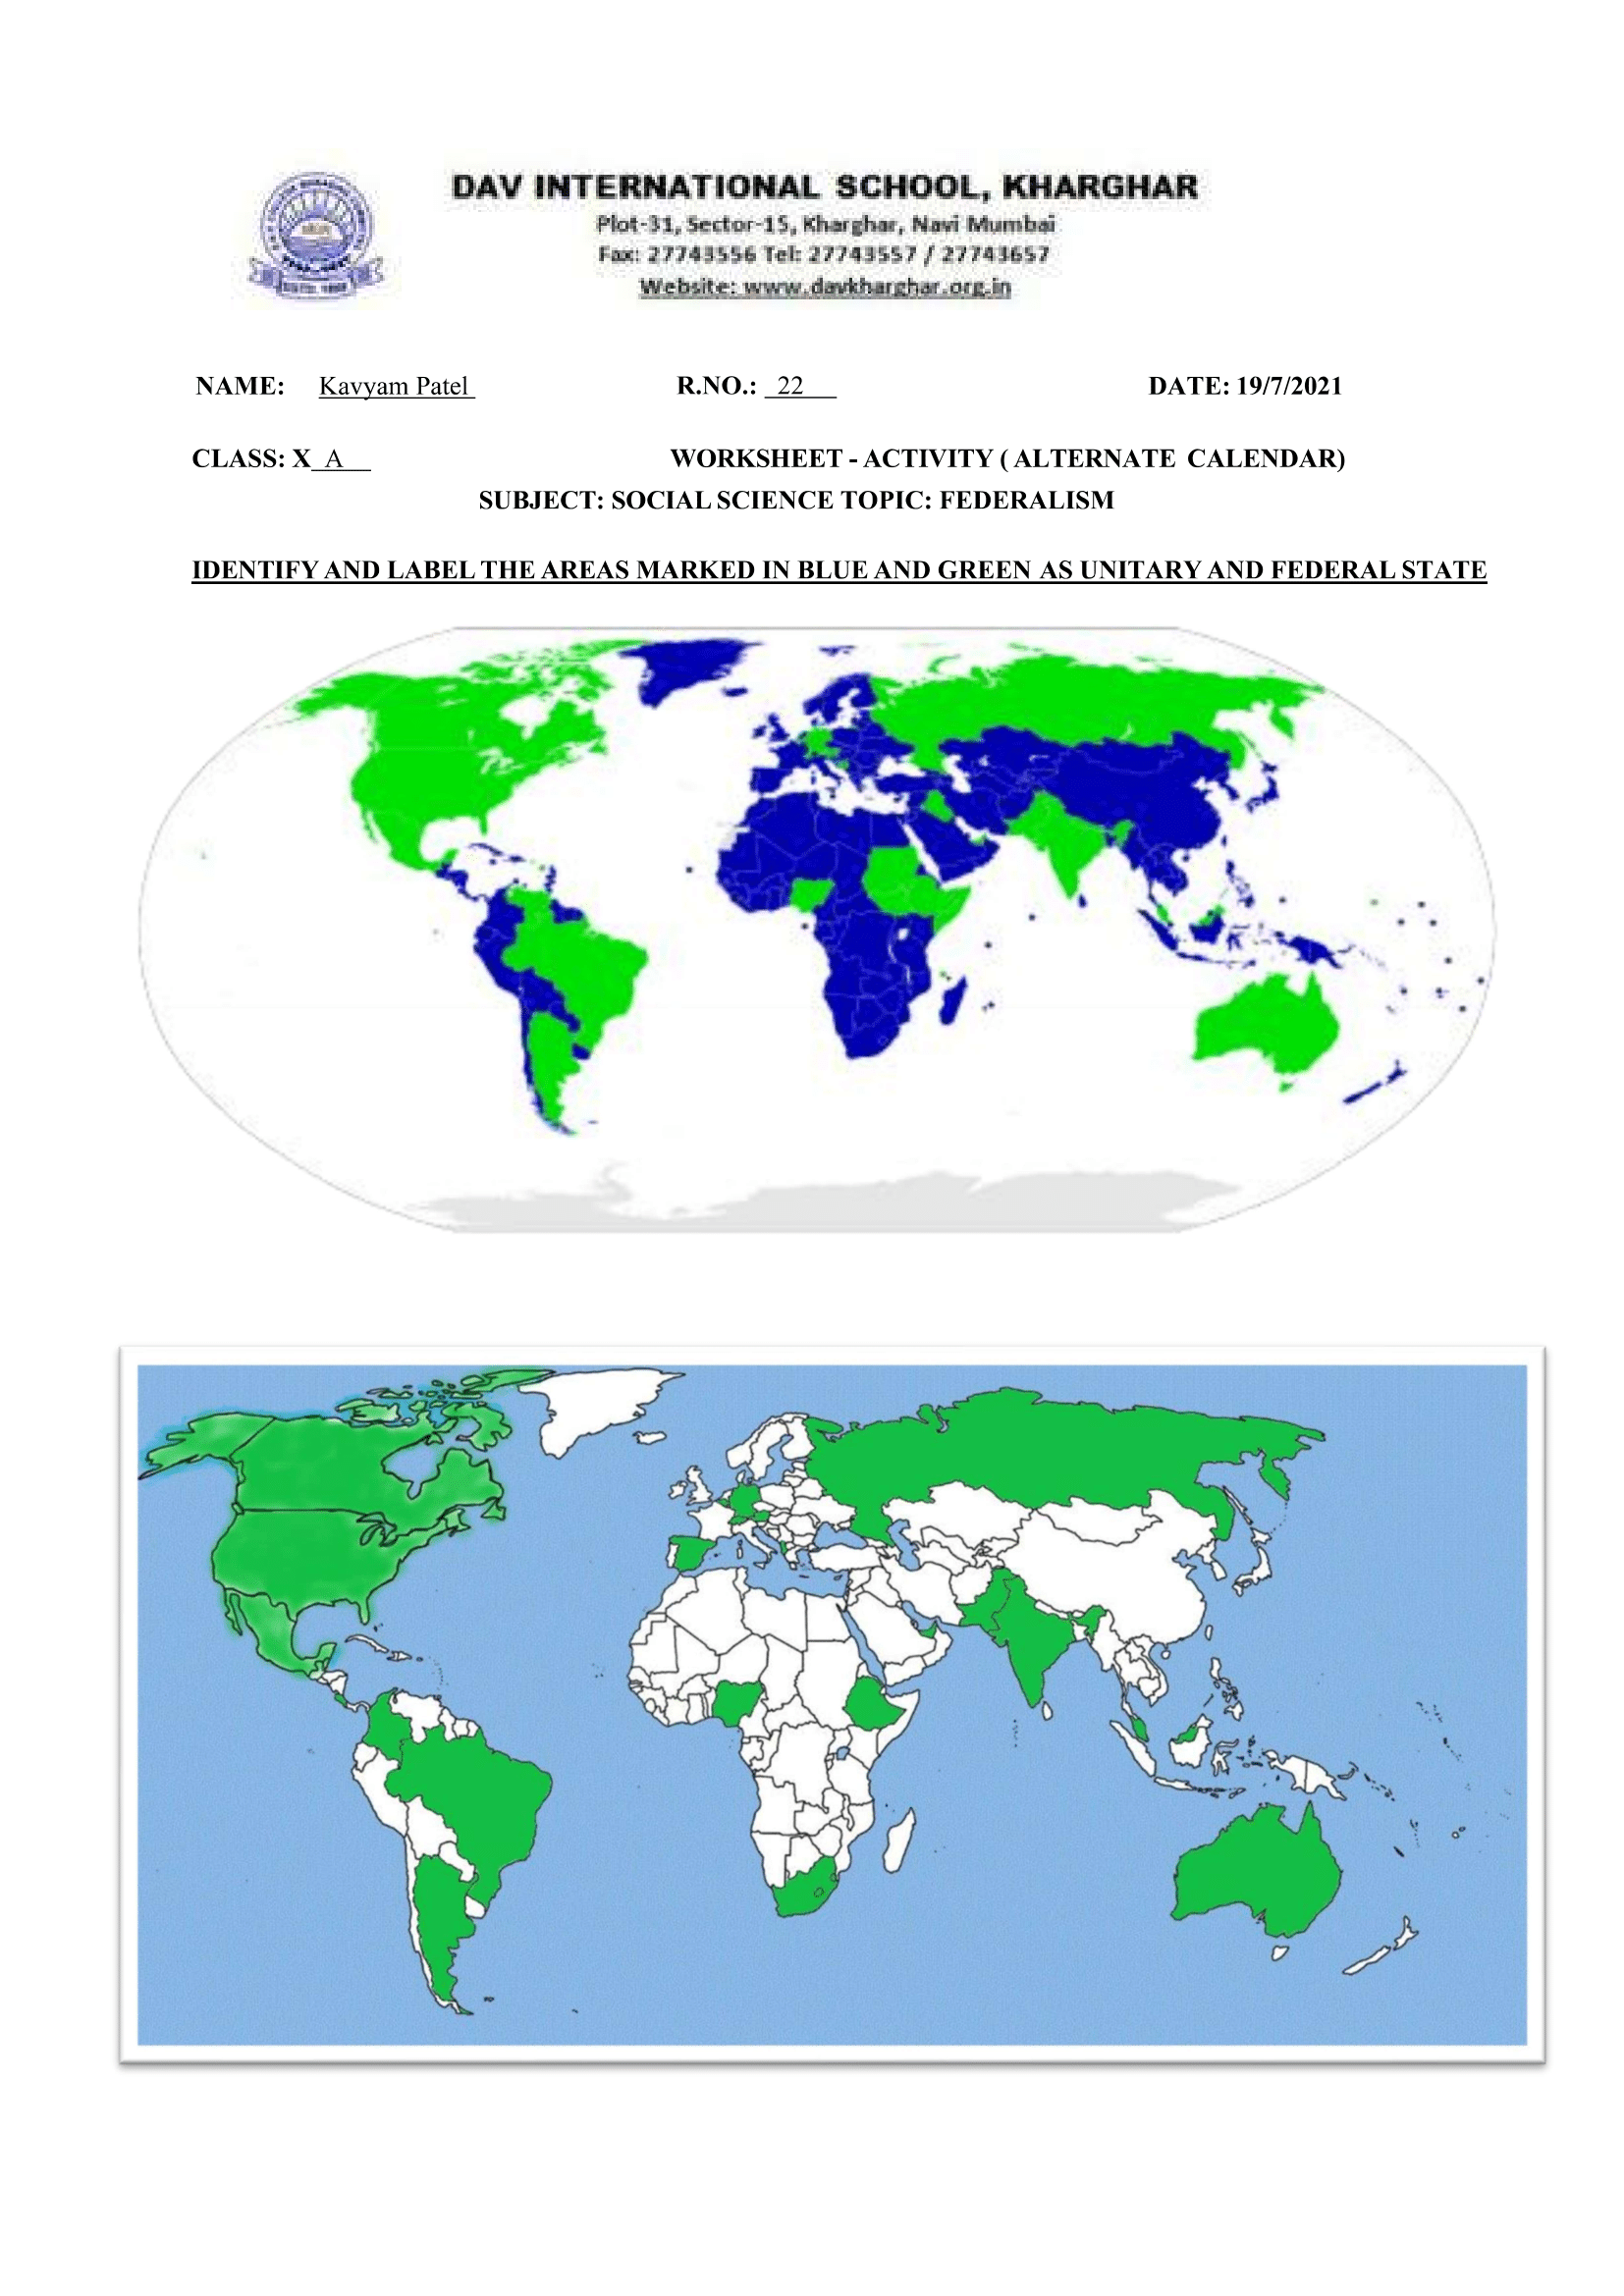 DAV INTERNATIONAL SCHOOL, KHARGHAR
Plot-31, Sector-15, Kharghar, Navi Mumbai
Fax: 27743556 Tel: 27743557 / 27743657
Website: www.davkharghar.org.in
NAME: Kavyam Patel R.NO.: 22 DATE: 19/7/2021
CLASS: X A WORKSHEET - ACTIVITY ( ALTERNATE CALENDAR)
SUBJECT: SOCIAL SCIENCE TOPIC: FEDERALISM
IDENTIFY AND LABEL THE AREAS MARKED IN BLUE AND GREEN AS UNITARY AND FEDERAL STATE